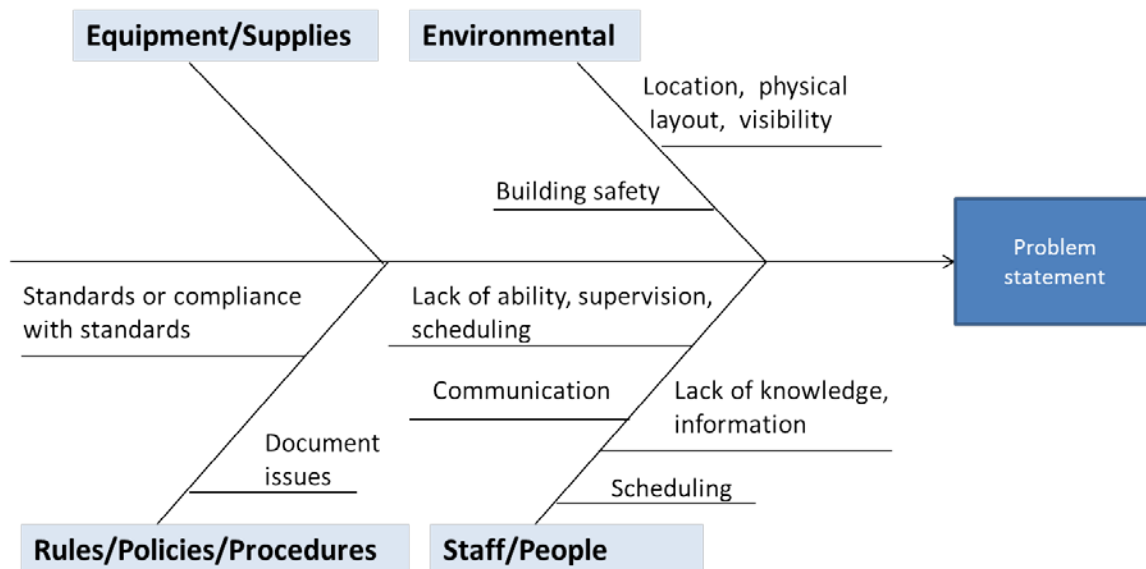 Equipment/Supplies
Environmental
Location, physical
layout, visibility
Building safety
Problem
statement
Standards or compliance
with standards
Lack of ability, supervision,
scheduling
Communication
Lack of knowledge,
information
Document
issues
Scheduling
Rules/Policies/Procedures
Staff/People